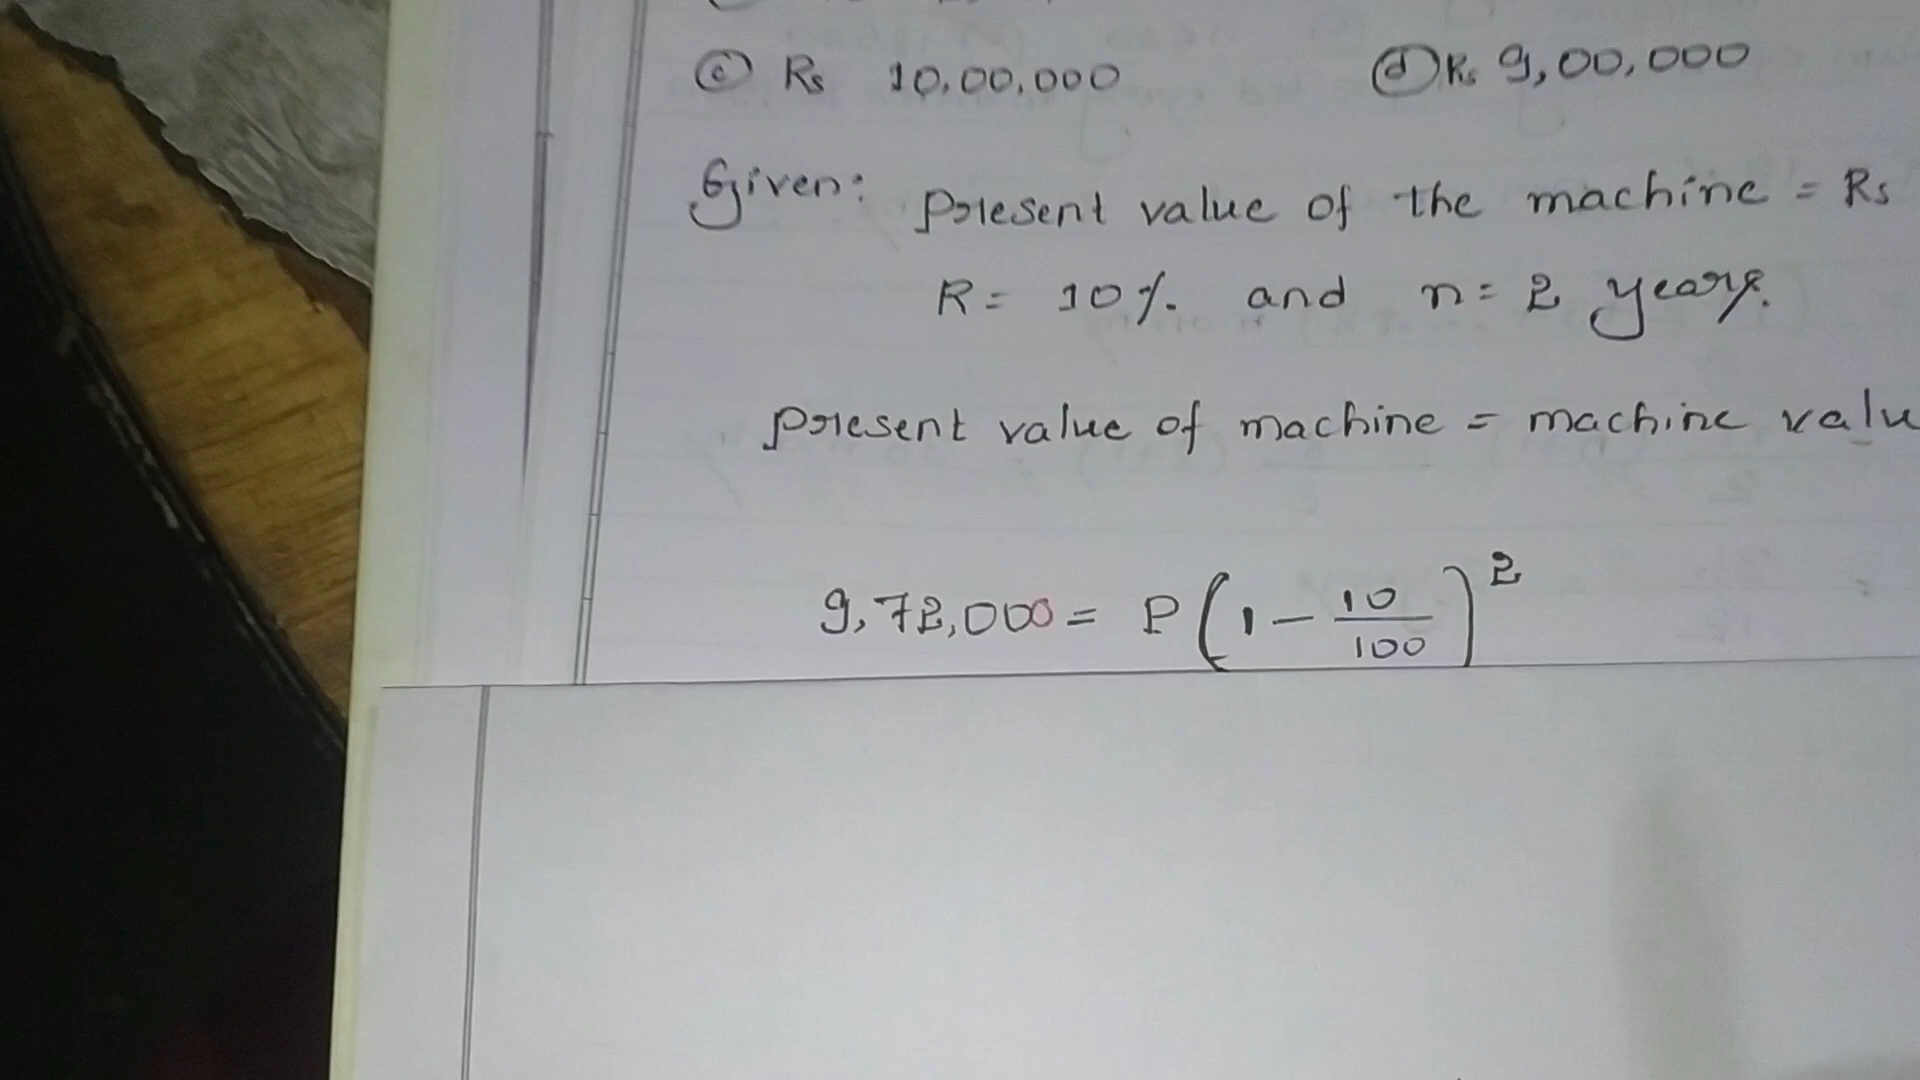 (c) Rs 10,00,000 (d) Rs 9,00,000
Given: Present value of the machine = Rs
R = 10% and n = 2 years.
Present value of machine = machine valu
9,72,000 = P(1 - 10/100)^2